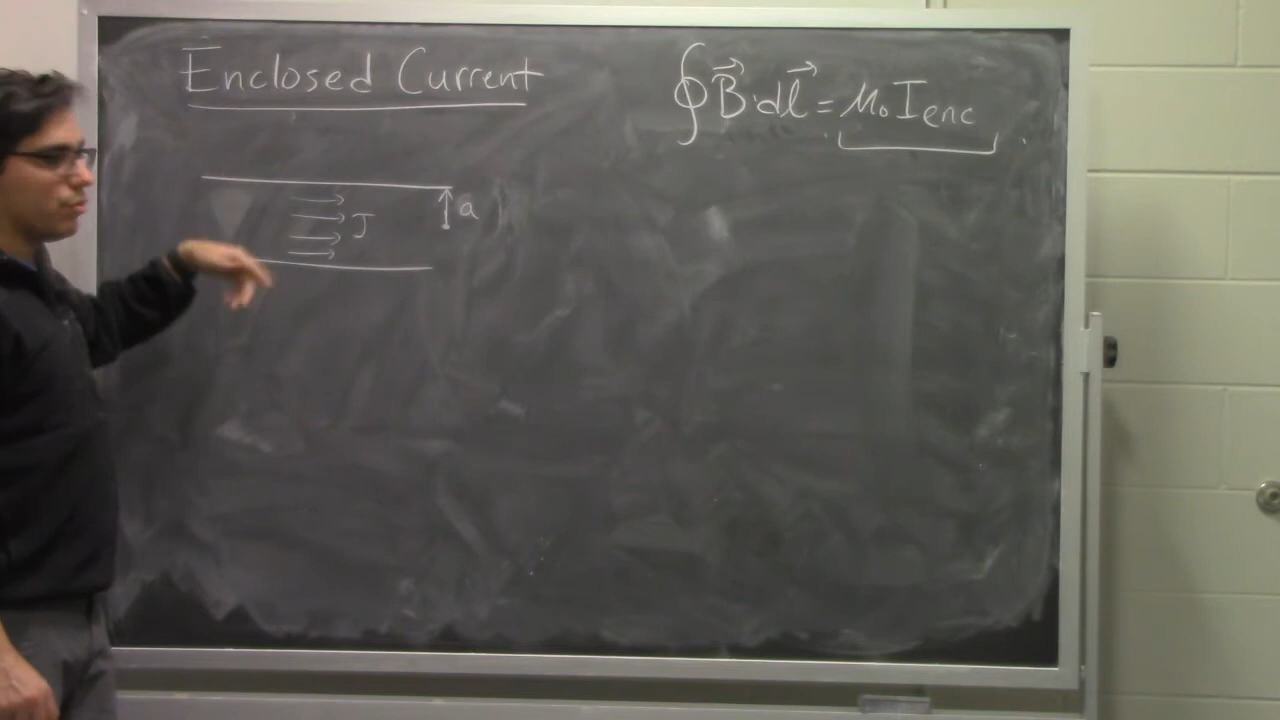 Enclosed Current
∮B⃗·dl⃗ = μ₀Ienc
J
a